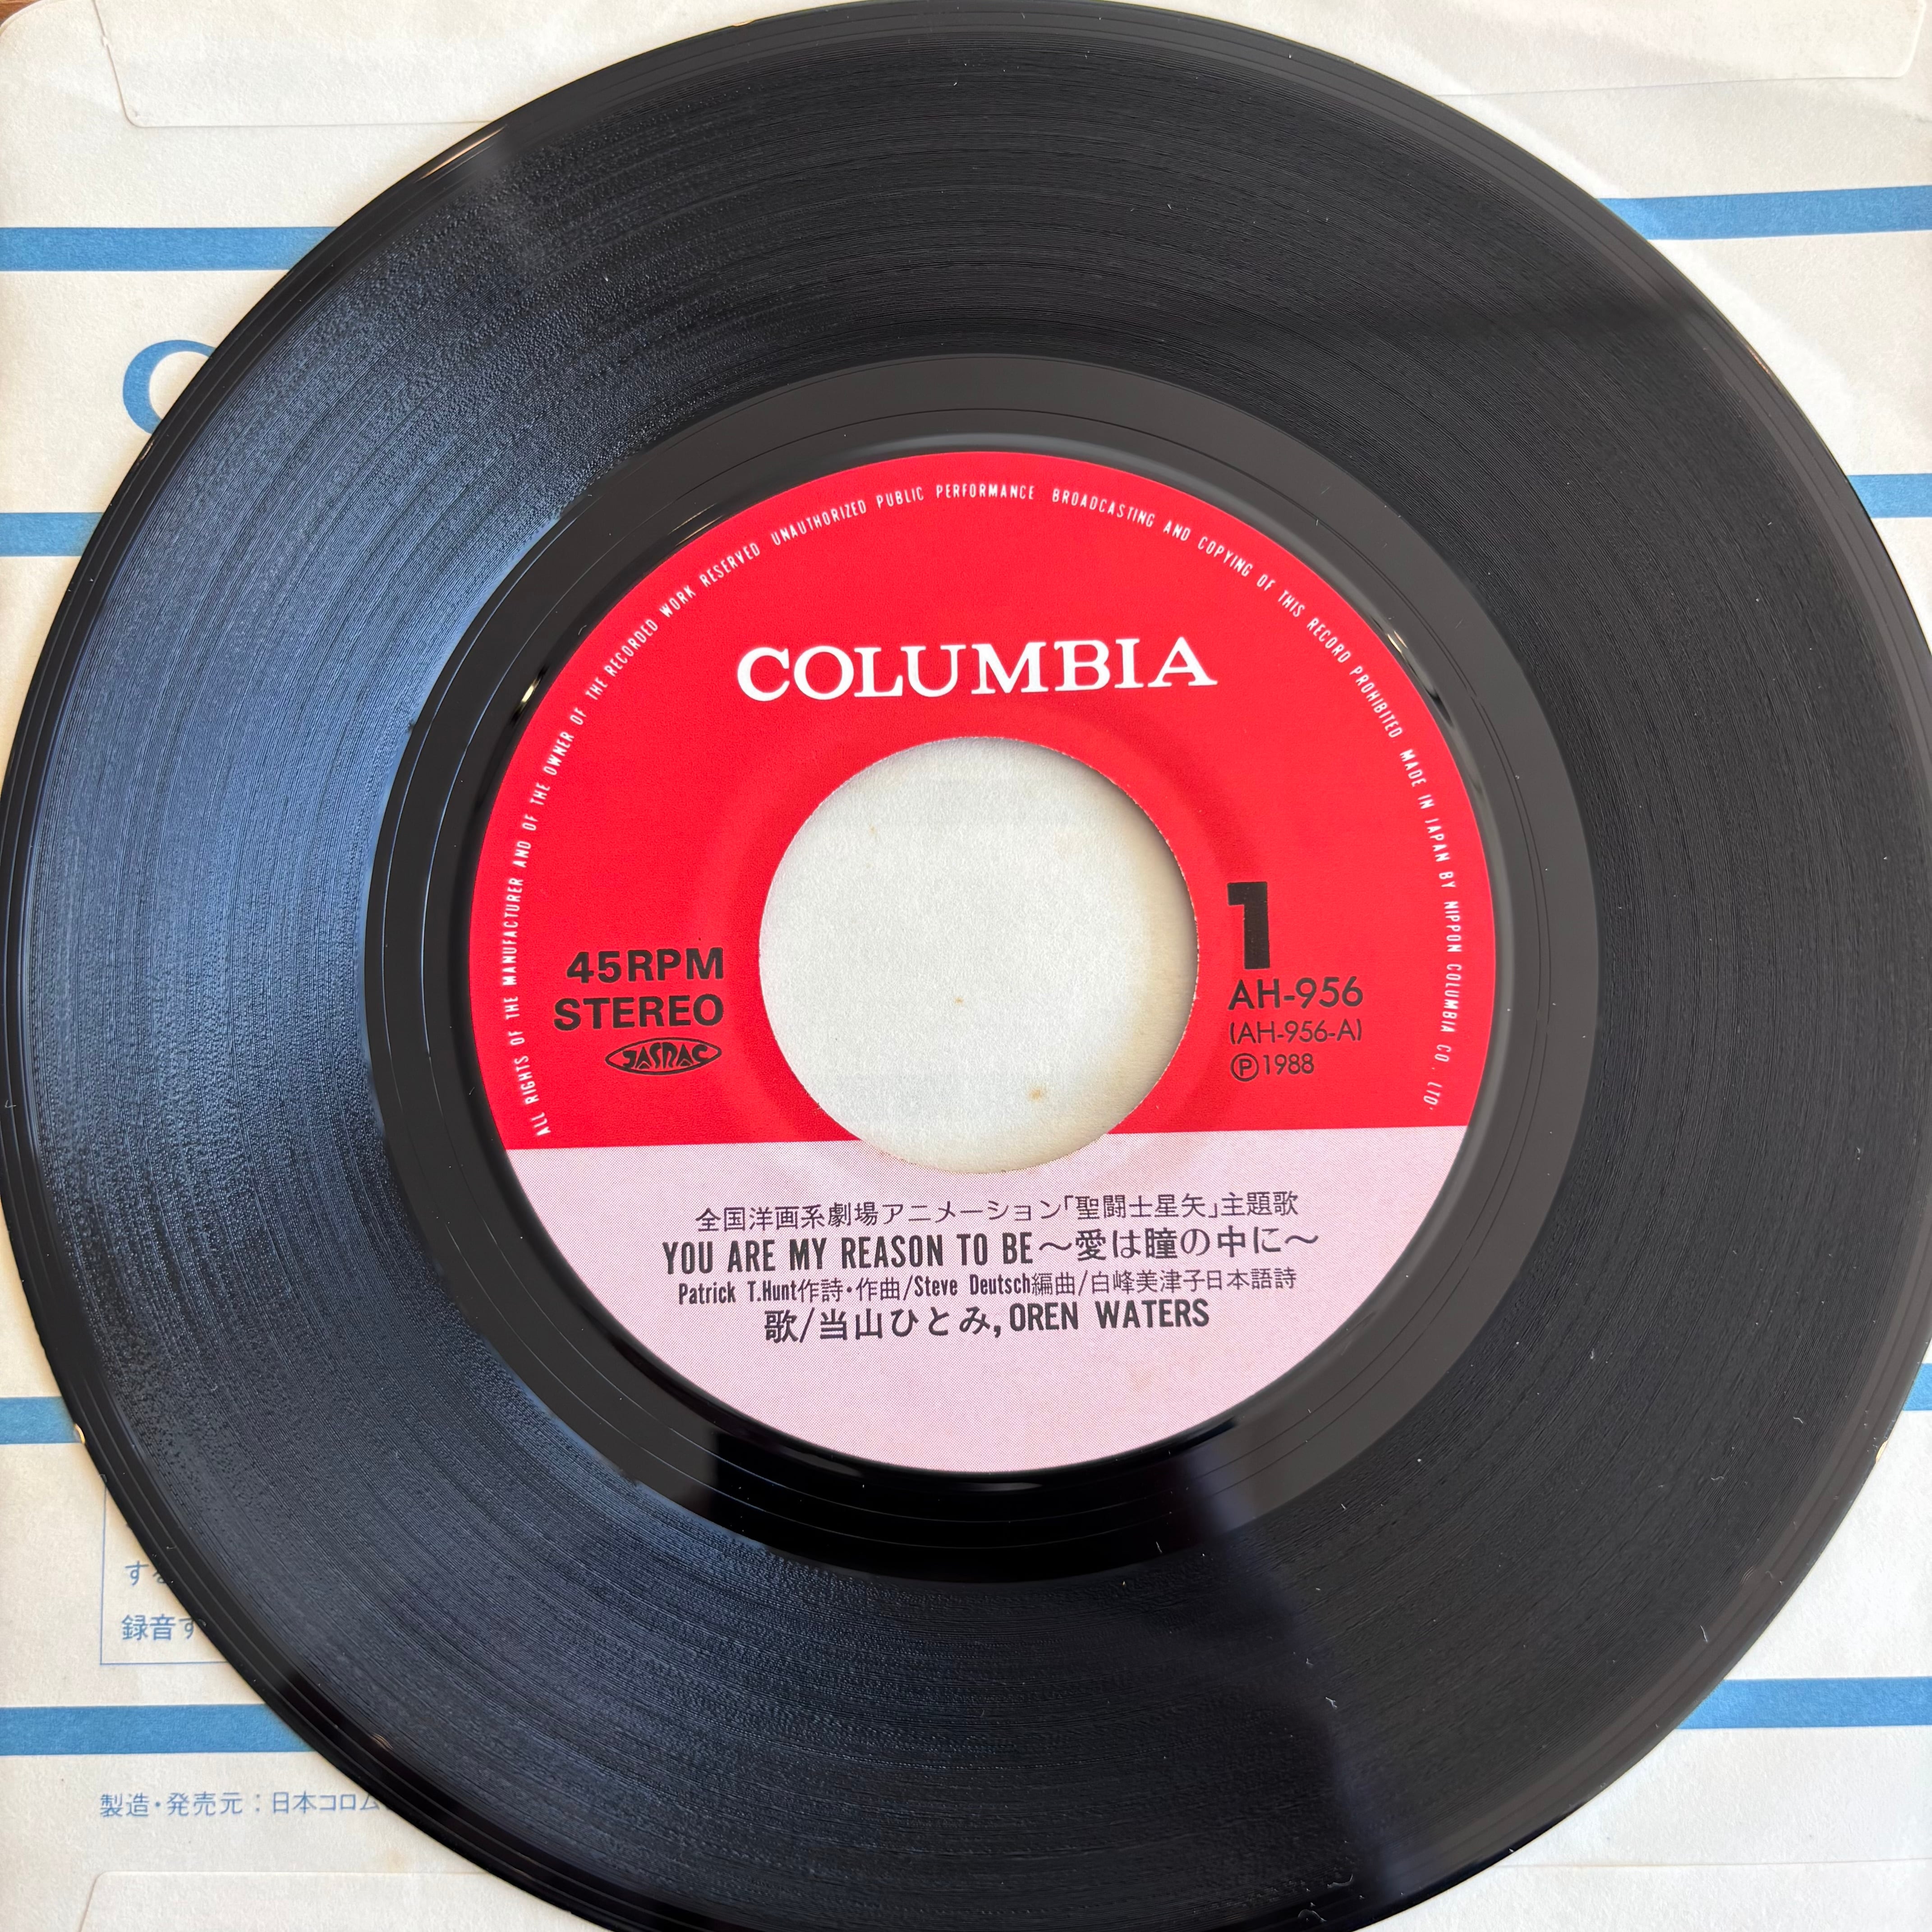 ALL RIGHTS OF THE MANUFACTURER AND OF THE OWNER OF THE RECORDED WORK RESERVED UNAUTHORIZED PUBLIC PERFORMANCE BROADCASTING AND COPYING OF THIS RECORD PROHIBITED MADE IN JAPAN BY NIPPON COLUMBIA CO., LTD.
COLUMBIA
45RPM
STEREO
JASRAC
1
AH-956
(AH-956-A)
Ⓟ1988
全国洋画系劇場アニメーション「聖闘士星矢」主題歌
YOU ARE MY REASON TO BE〜愛は瞳の中に〜
Patrick T.Hunt作詩・作曲/Steve Deutsch編曲/白峰美津子日本語詩
歌/当山ひとみ, OREN WATERS
録音す
製造・発売元：日本コロム